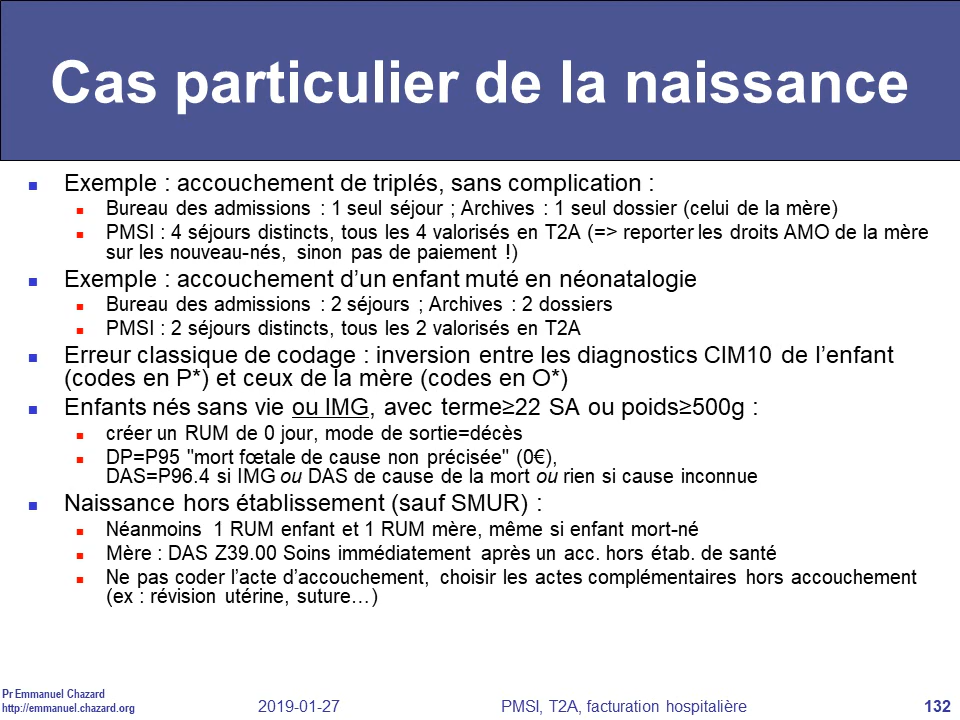 Cas particulier de la naissance
Exemple : accouchement de triplés, sans complication :
Bureau des admissions : 1 seul séjour ; Archives : 1 seul dossier (celui de la mère)
PMSI : 4 séjours distincts, tous les 4 valorisés en T2A (=> reporter les droits AMO de la mère
sur les nouveau-nés, sinon pas de paiement !)
Exemple : accouchement d’un enfant muté en néonatalogie
Bureau des admissions : 2 séjours ; Archives : 2 dossiers
PMSI : 2 séjours distincts, tous les 2 valorisés en T2A
Erreur classique de codage : inversion entre les diagnostics CIM10 de l’enfant
(codes en P*) et ceux de la mère (codes en O*)
Enfants nés sans vie ou IMG, avec terme≥22 SA ou poids≥500g :
créer un RUM de 0 jour, mode de sortie=décès
DP=P95 "mort fœtale de cause non précisée" (0€),
DAS=P96.4 si IMG ou DAS de cause de la mort ou rien si cause inconnue
Naissance hors établissement (sauf SMUR) :
Néanmoins 1 RUM enfant et 1 RUM mère, même si enfant mort-né
Mère : DAS Z39.00 Soins immédiatement après un acc. hors étab. de santé
Ne pas coder l’acte d’accouchement, choisir les actes complémentaires hors accouchement
(ex : révision utérine, suture…)
Pr Emmanuel Chazard
http://emmanuel.chazard.org
2019-01-27
PMSI, T2A, facturation hospitalière
132